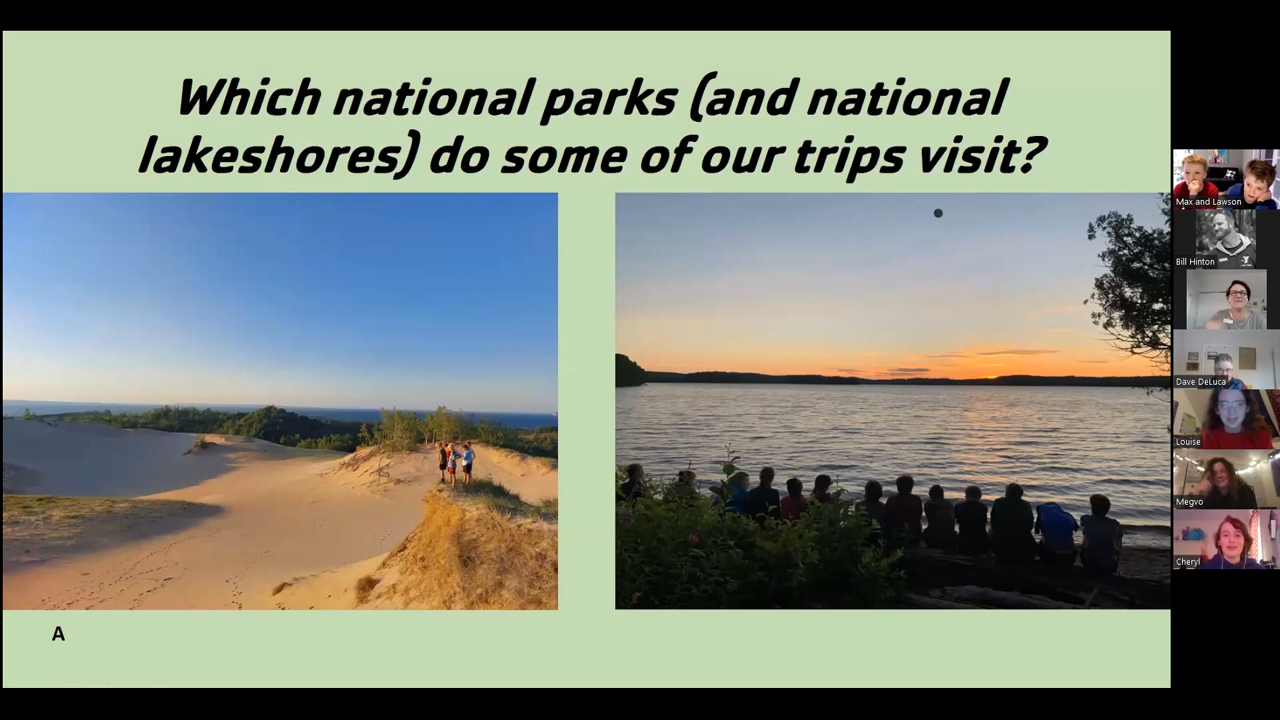 Which national parks (and national
lakeshores) do some of our trips visit?
A
Max and Lawson
Bill Hinton
Dave DeLuca
Louise
Megvo
Cheryl